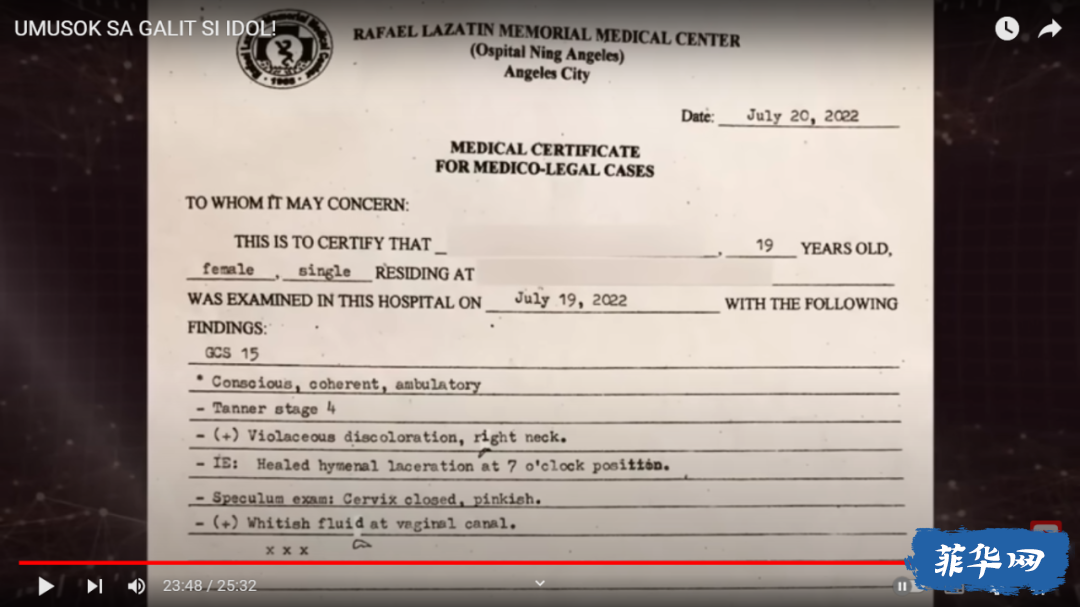 UMUSOK SA GALIT SI IDOL!
RAFAEL LAZATIN MEMORIAL MEDICAL CENTER
(Ospital Ning Angeles)
Angeles City
Date: July 20, 2022
MEDICAL CERTIFICATE
FOR MEDICO-LEGAL CASES
TO WHOM IT MAY CONCERN:
THIS IS TO CERTIFY THAT , 19 YEARS OLD,
female , single RESIDING AT
WAS EXAMINED IN THIS HOSPITAL ON July 19, 2022 WITH THE FOLLOWING
FINDINGS:
GCS 15
* Conscious, coherent, ambulatory
- Tanner stage 4
- (+) Violaceous discoloration, right neck.
- IE: Healed hymenal laceration at 7 o'clock position.
- Speculum exam: Cervix closed, pinkish.
- (+) Whitish fluid at vaginal canal.
x x x
23:48 / 25:32
菲华网